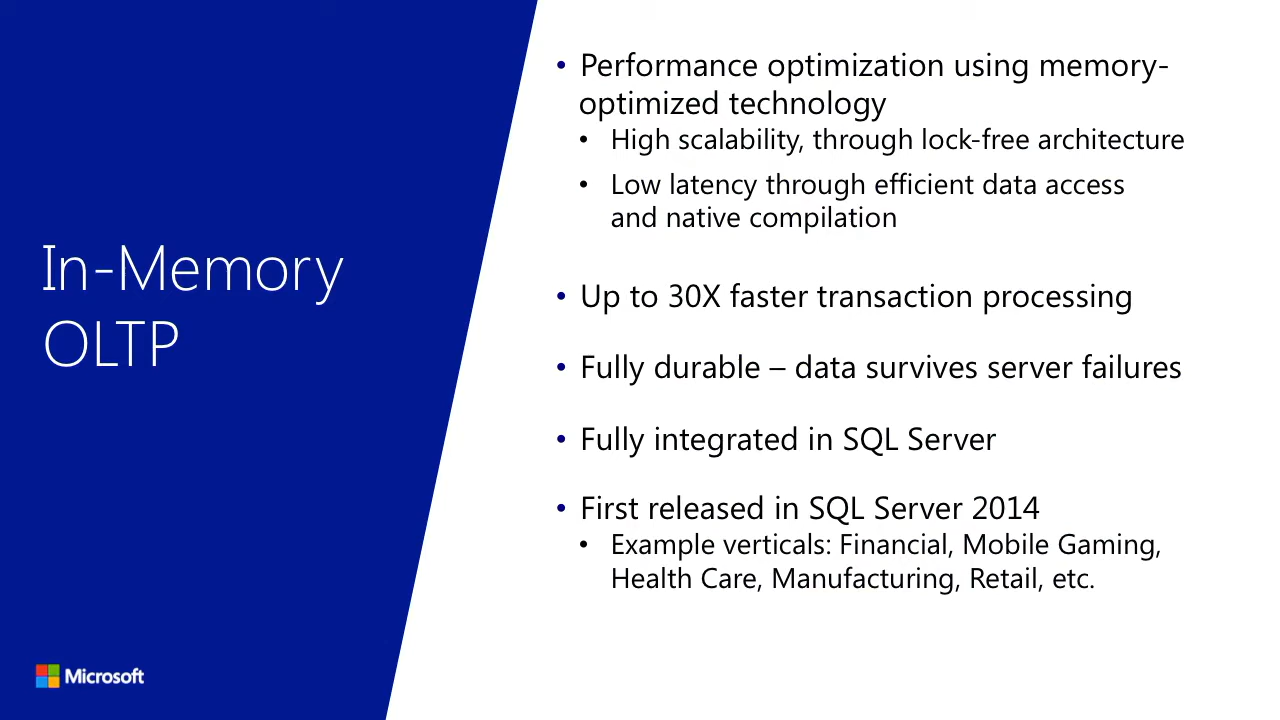 In-Memory
OLTP
Microsoft
• Performance optimization using memory-
optimized technology
• High scalability, through lock-free architecture
• Low latency through efficient data access
and native compilation
• Up to 30X faster transaction processing
• Fully durable – data survives server failures
• Fully integrated in SQL Server
• First released in SQL Server 2014
• Example verticals: Financial, Mobile Gaming,
Health Care, Manufacturing, Retail, etc.